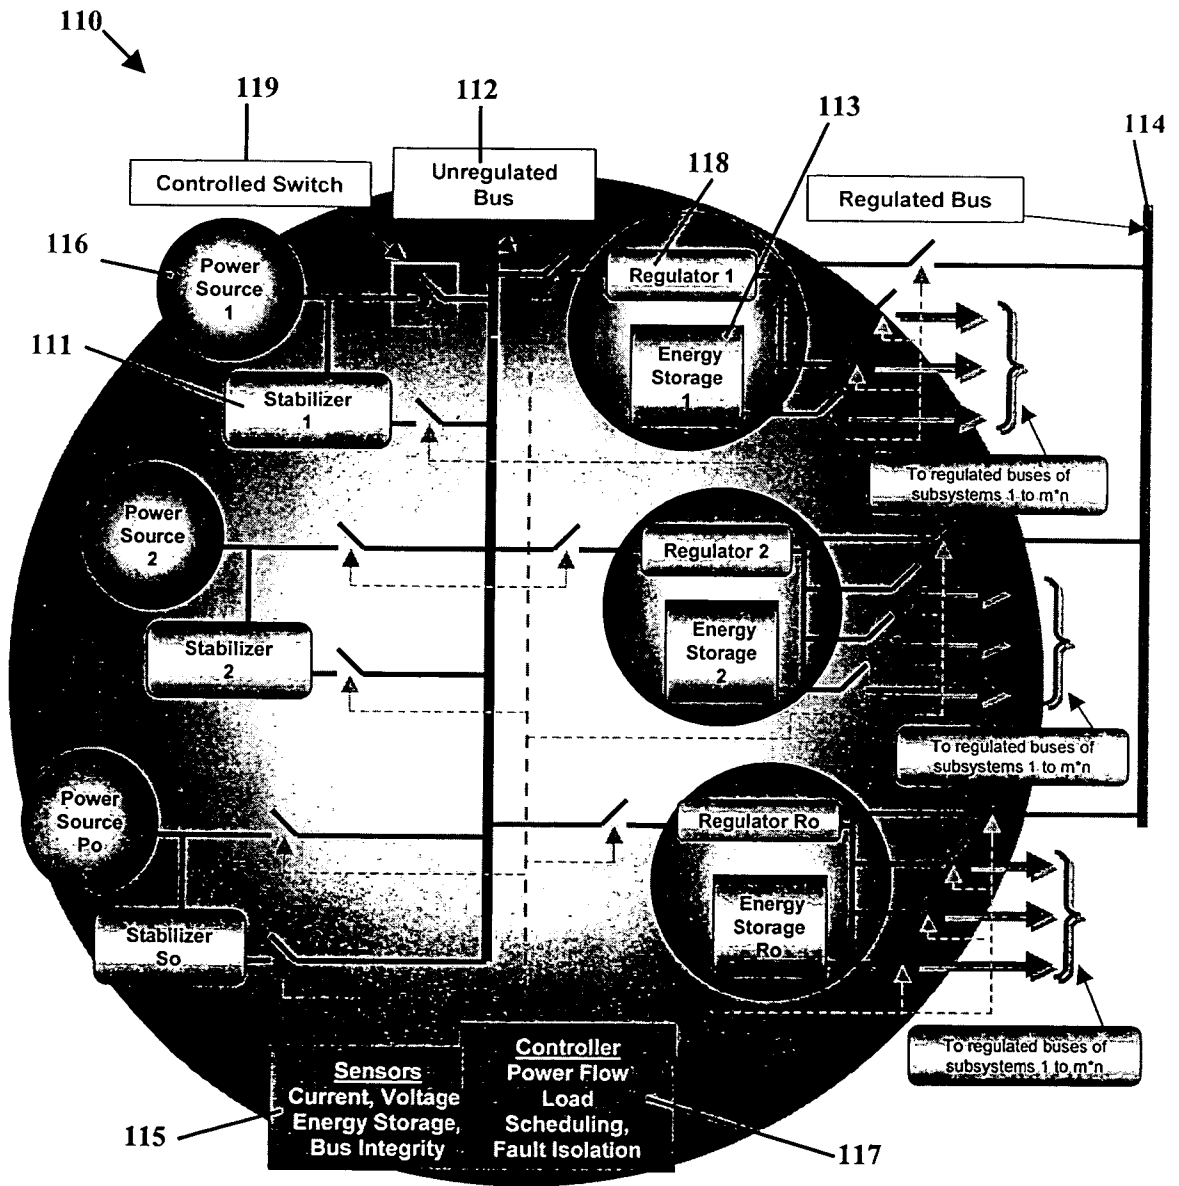 110
119
112
113
114
118
Controlled Switch
Unregulated
Bus
Regulated Bus
116
Power
Source
1
Regulator 1
111
Stabilizer
1
Energy
Storage
1
To regulated buses of
subsystems 1 to m*n
Power
Source
2
Regulator 2
Stabilizer
2
Energy
Storage
2
To regulated buses of
subsystems 1 to m*n
Power
Source
Po
Regulator Ro
Stabilizer
So
Energy
Storage
Ro
To regulated buses of
subsystems 1 to m*n
Sensors
Current, Voltage
Energy Storage,
Bus Integrity
Controller
Power Flow
Load
Scheduling,
Fault Isolation
115
117